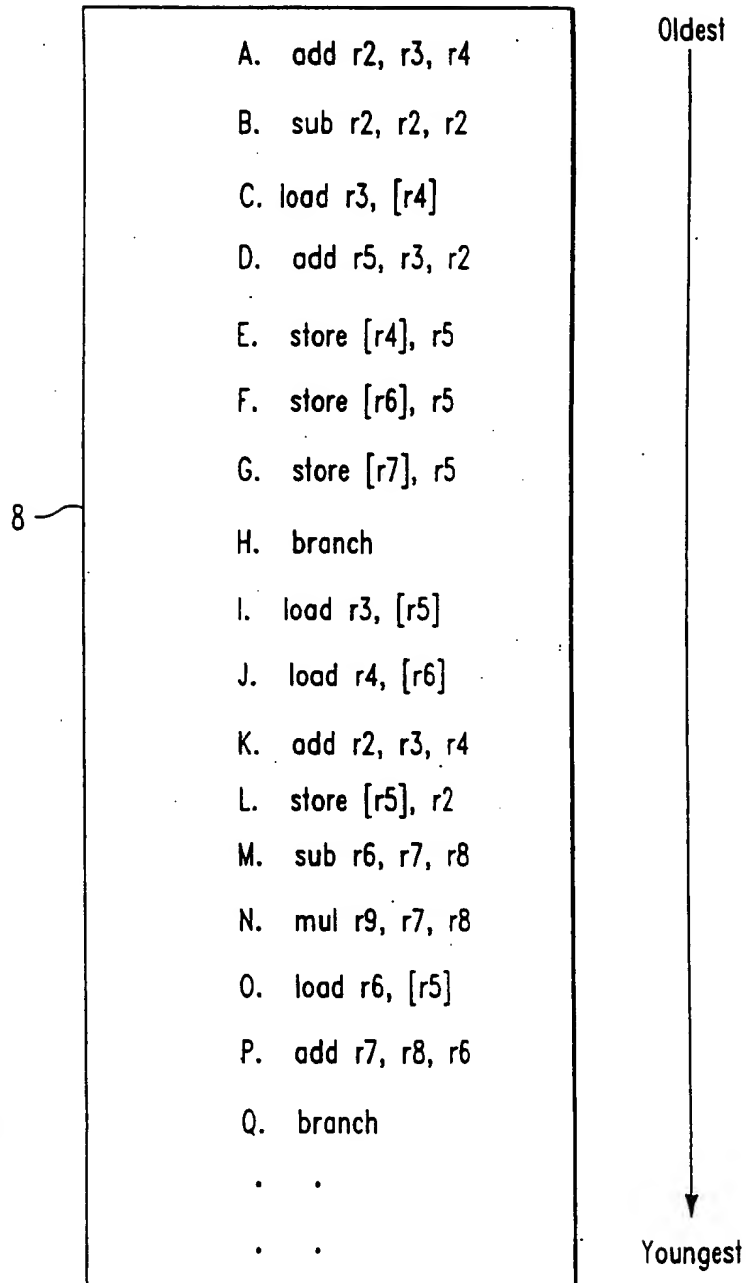 Oldest
A. add r2, r3, r4
B. sub r2, r2, r2
C. load r3, [r4]
D. add r5, r3, r2
E. store [r4], r5
F. store [r6], r5
G. store [r7], r5
8
H. branch
I. load r3, [r5]
J. load r4, [r6]
K. add r2, r3, r4
L. store [r5], r2
M. sub r6, r7, r8
N. mul r9, r7, r8
O. load r6, [r5]
P. add r7, r8, r6
Q. branch
. .
. .
Youngest